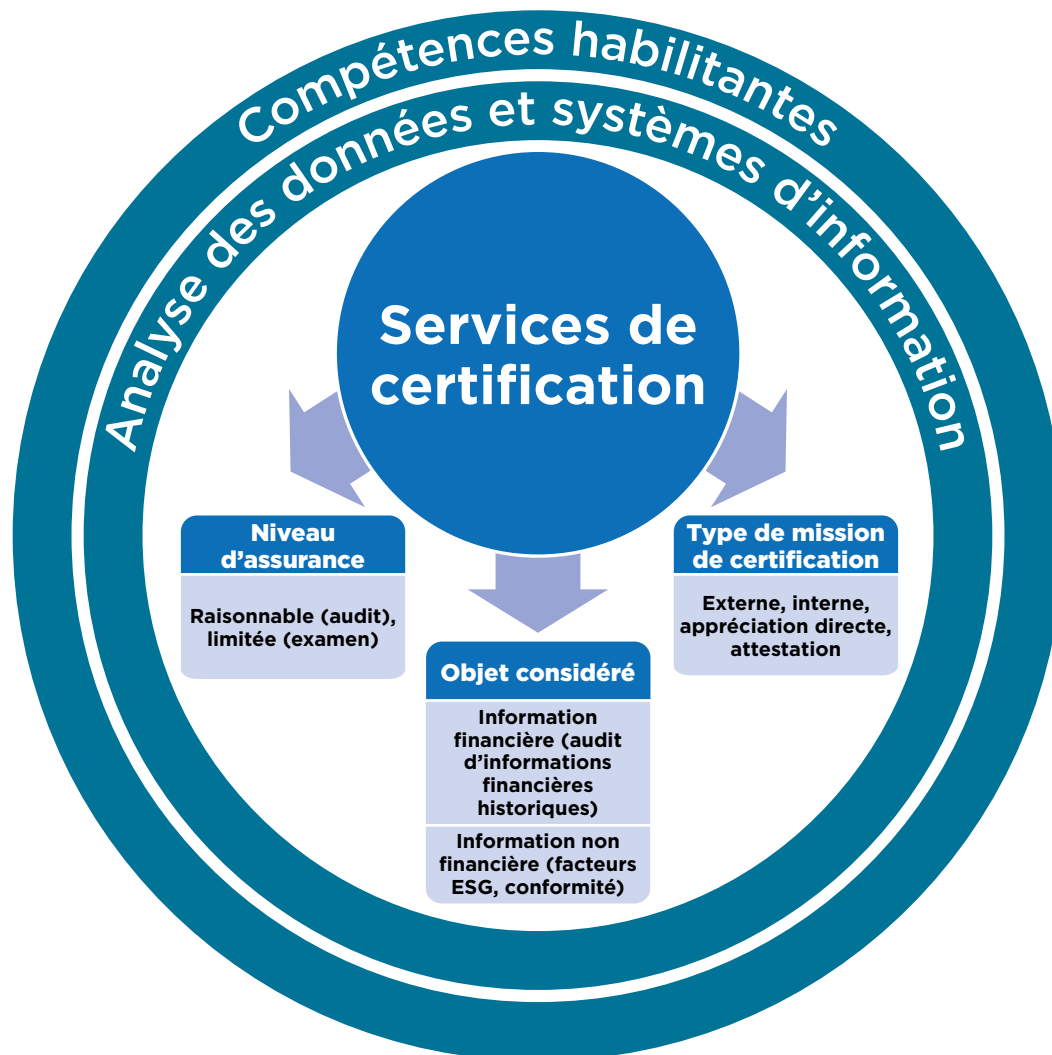 Compétences habilitantes
Analyse des données et systèmes d'information
Services de
certification
Niveau
d'assurance
Raisonnable (audit),
limitée (examen)
Objet considéré
Information
financière (audit
d'informations
financières
historiques)
Information non
financière (facteurs
ESG, conformité)
Type de mission
de certification
Externe, interne,
appréciation directe,
attestation